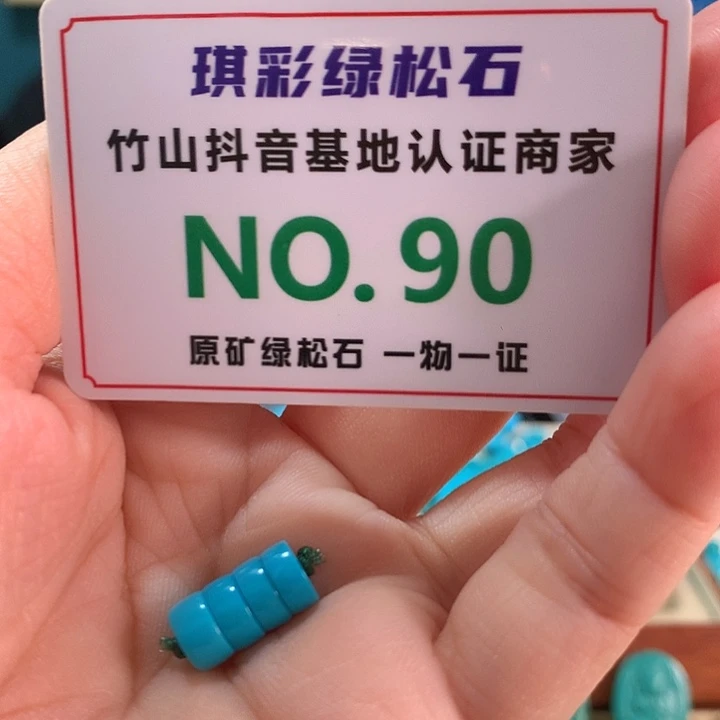 琪彩绿松石
竹山抖音基地认证商家
NO.90
原矿绿松石 一物一证